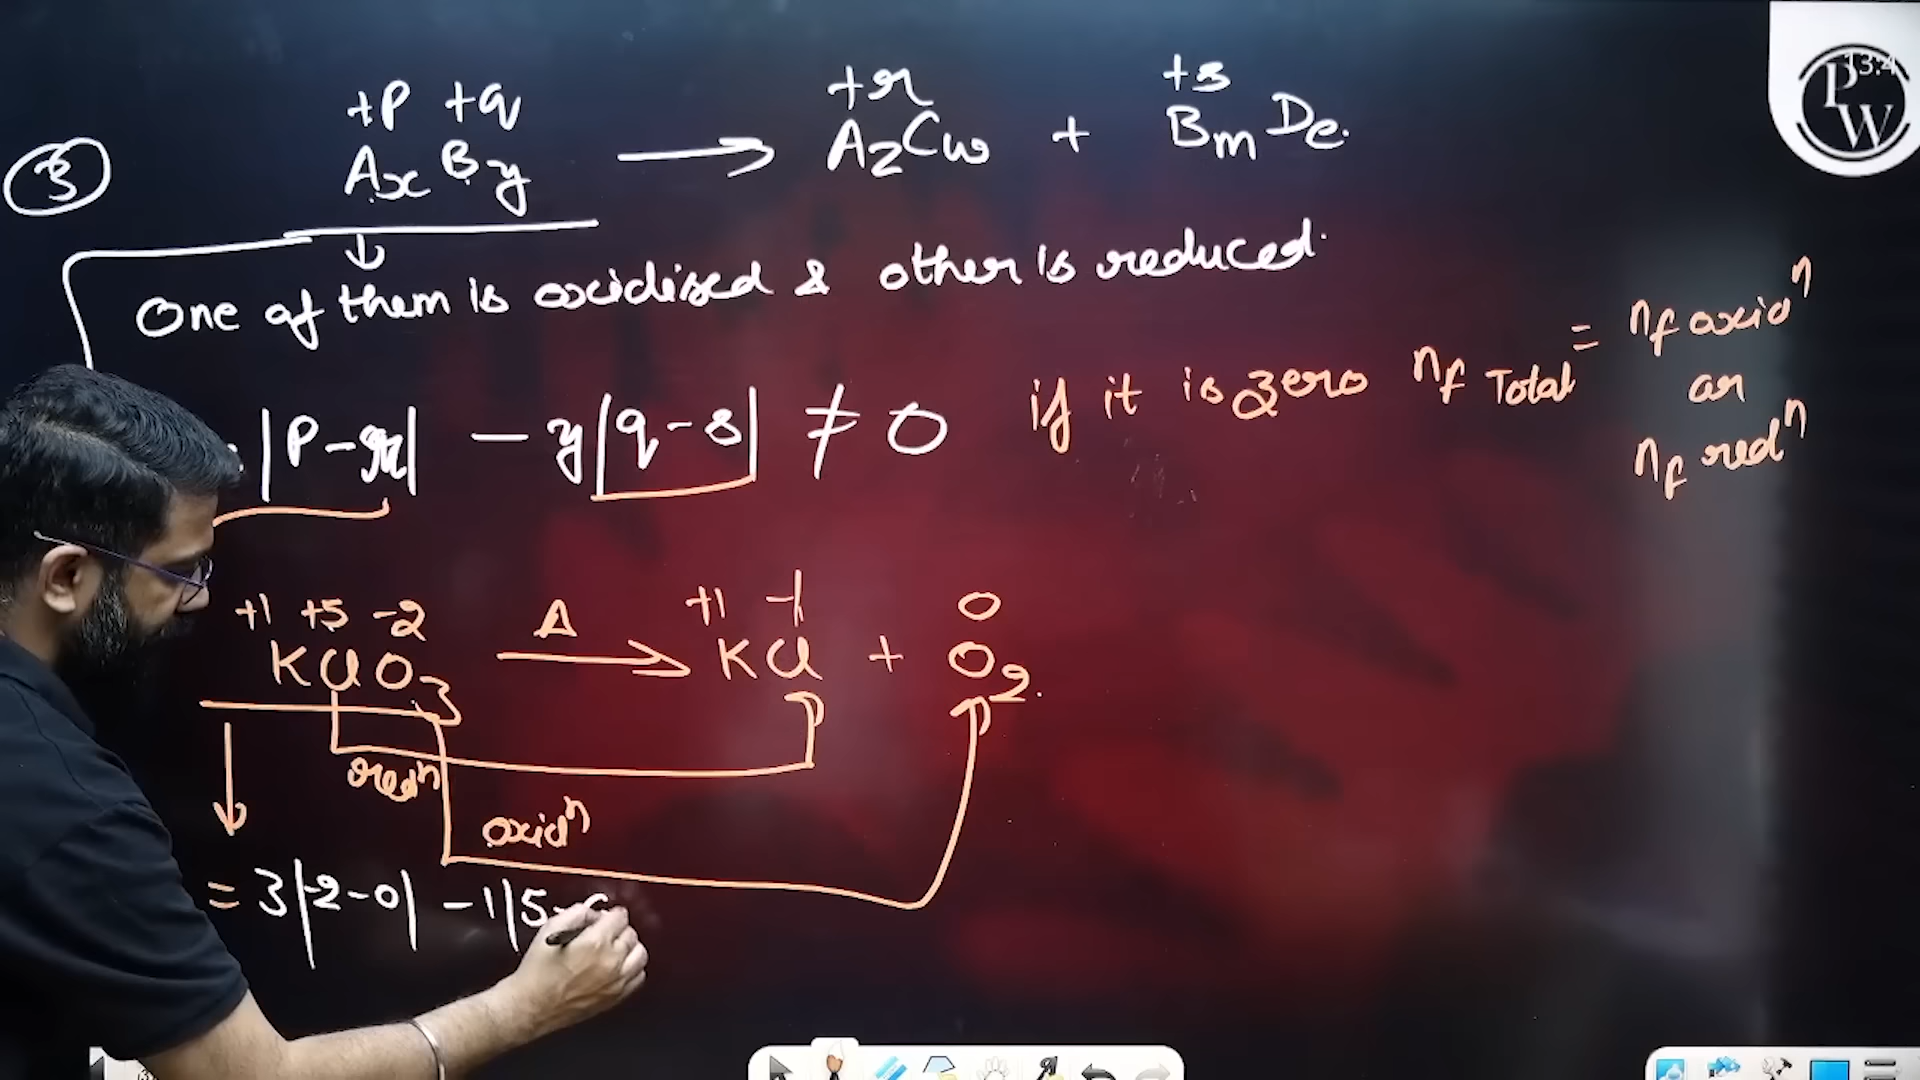 +p +q +r +s
③ AxBy → AzCw + BmDe.
↓
One of them is oxidised & other is reduced.
|p-r| - y|q-s| ≠ 0 if it is zero nf Total = nf oxidⁿ or nf redⁿ
+1 +5 -2 Δ +1 -1 0
KClO3 → KCl + O2.
redⁿ
oxidⁿ
= 3|-2-0| - 1|5-
PW